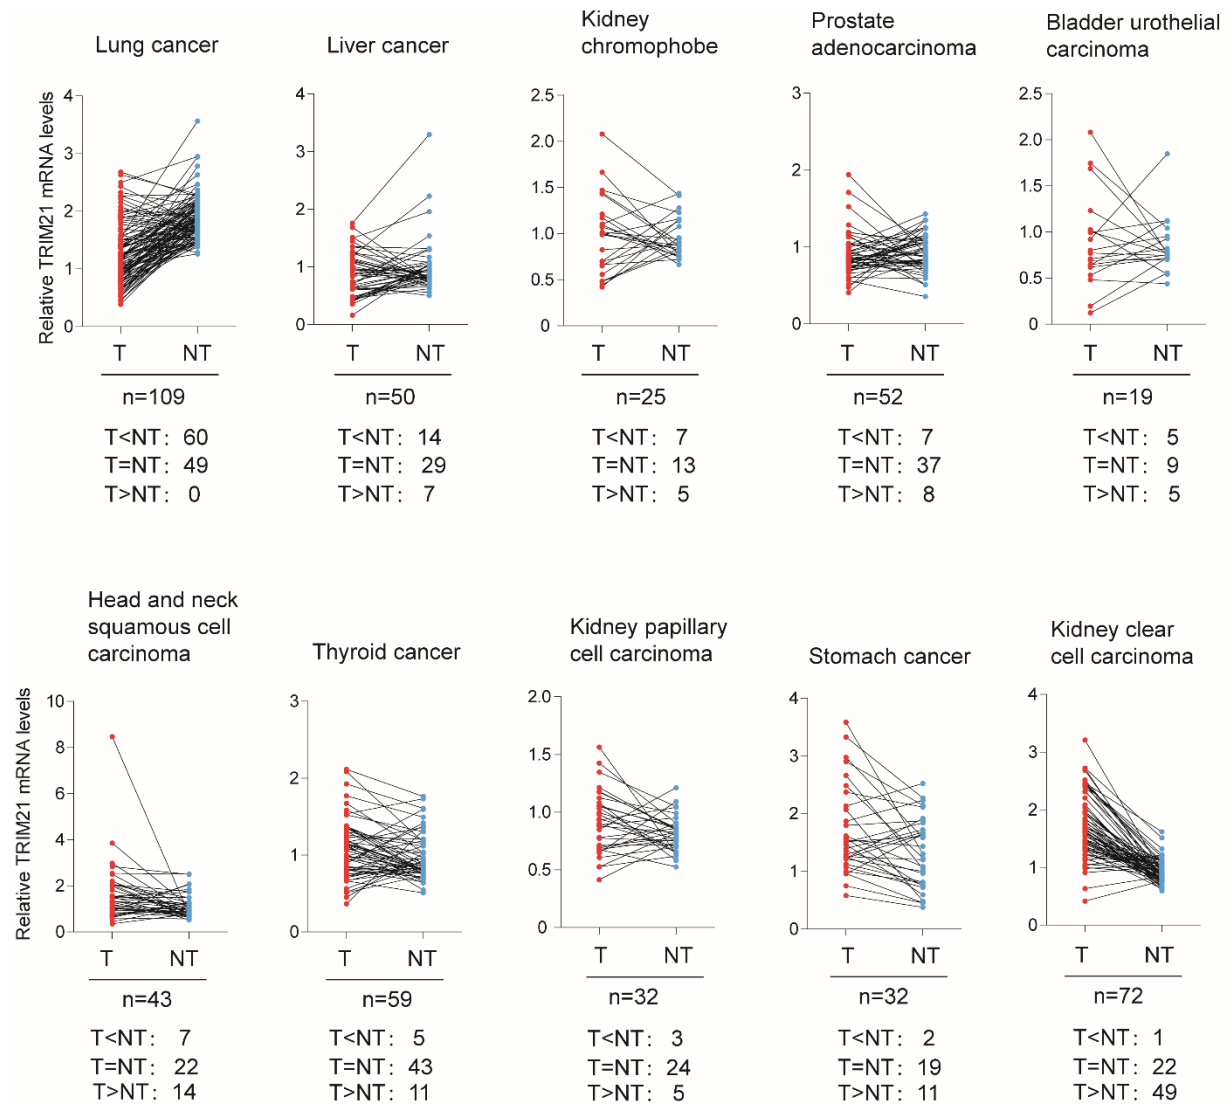 Lung cancer
Relative TRIM21 mRNA levels
4
3
2
1
0
T NT
n=109
T<NT: 60
T=NT: 49
T>NT: 0
Liver cancer
4
3
2
1
0
T NT
n=50
T<NT: 14
T=NT: 29
T>NT: 7
Kidney
chromophobe
2.5
2.0
1.5
1.0
0.5
0
T NT
n=25
T<NT: 7
T=NT: 13
T>NT: 5
Prostate
adenocarcinoma
3
2
1
0
T NT
n=52
T<NT: 7
T=NT: 37
T>NT: 8
Bladder urothelial
carcinoma
2.5
2.0
1.5
1.0
0.5
0
T NT
n=19
T<NT: 5
T=NT: 9
T>NT: 5
Head and neck
squamous cell
carcinoma
Relative TRIM21 mRNA levels
10
8
6
4
2
0
T NT
n=43
T<NT: 7
T=NT: 22
T>NT: 14
Thyroid cancer
3
2
1
0
T NT
n=59
T<NT: 5
T=NT: 43
T>NT: 11
Kidney papillary
cell carcinoma
2.0
1.5
1.0
0.5
0
T NT
n=32
T<NT: 3
T=NT: 24
T>NT: 5
Stomach cancer
4
3
2
1
0
T NT
n=32
T<NT: 2
T=NT: 19
T>NT: 11
Kidney clear
cell carcinoma
4
3
2
1
0
T NT
n=72
T<NT: 1
T=NT: 22
T>NT: 49